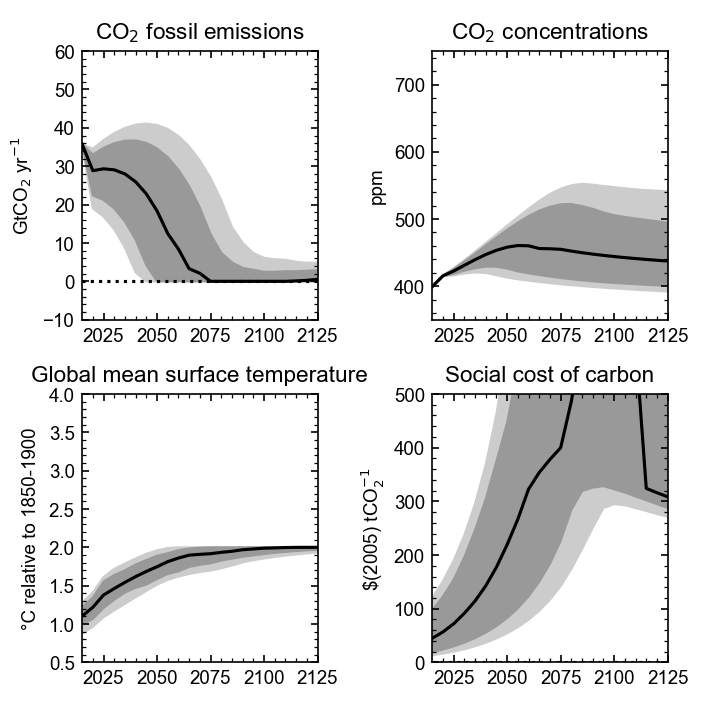 CO₂ fossil emissions
GtCO₂ yr⁻¹
60
50
40
30
20
10
0
−10
2025 2050 2075 2100 2125
CO₂ concentrations
ppm
700
600
500
400
2025 2050 2075 2100 2125
Global mean surface temperature
°C relative to 1850-1900
4.0
3.5
3.0
2.5
2.0
1.5
1.0
0.5
2025 2050 2075 2100 2125
Social cost of carbon
$(2005) tCO₂⁻¹
500
400
300
200
100
0
2025 2050 2075 2100 2125